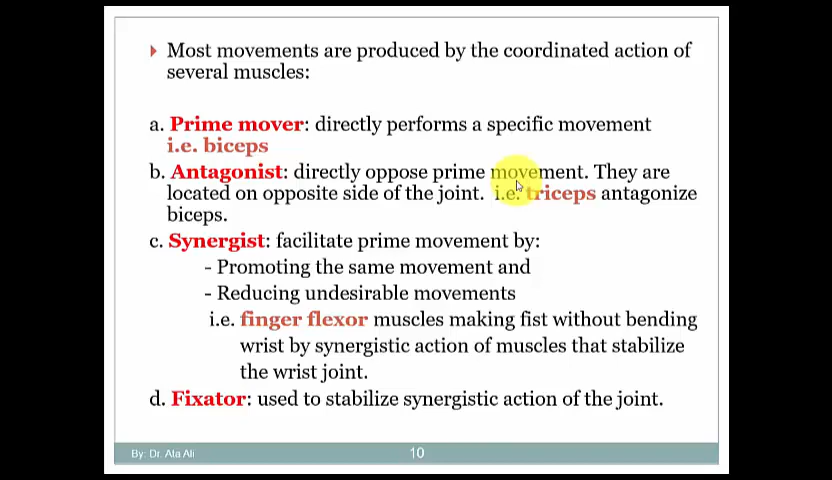 Most movements are produced by the coordinated action of
several muscles:
a. Prime mover: directly performs a specific movement
i.e. biceps
b. Antagonist: directly oppose prime movement. They are
located on opposite side of the joint. i.e. triceps antagonize
biceps.
c. Synergist: facilitate prime movement by:
- Promoting the same movement and
- Reducing undesirable movements
i.e. finger flexor muscles making fist without bending
wrist by synergistic action of muscles that stabilize
the wrist joint.
d. Fixator: used to stabilize synergistic action of the joint.
By: Dr. Ala Ali
10